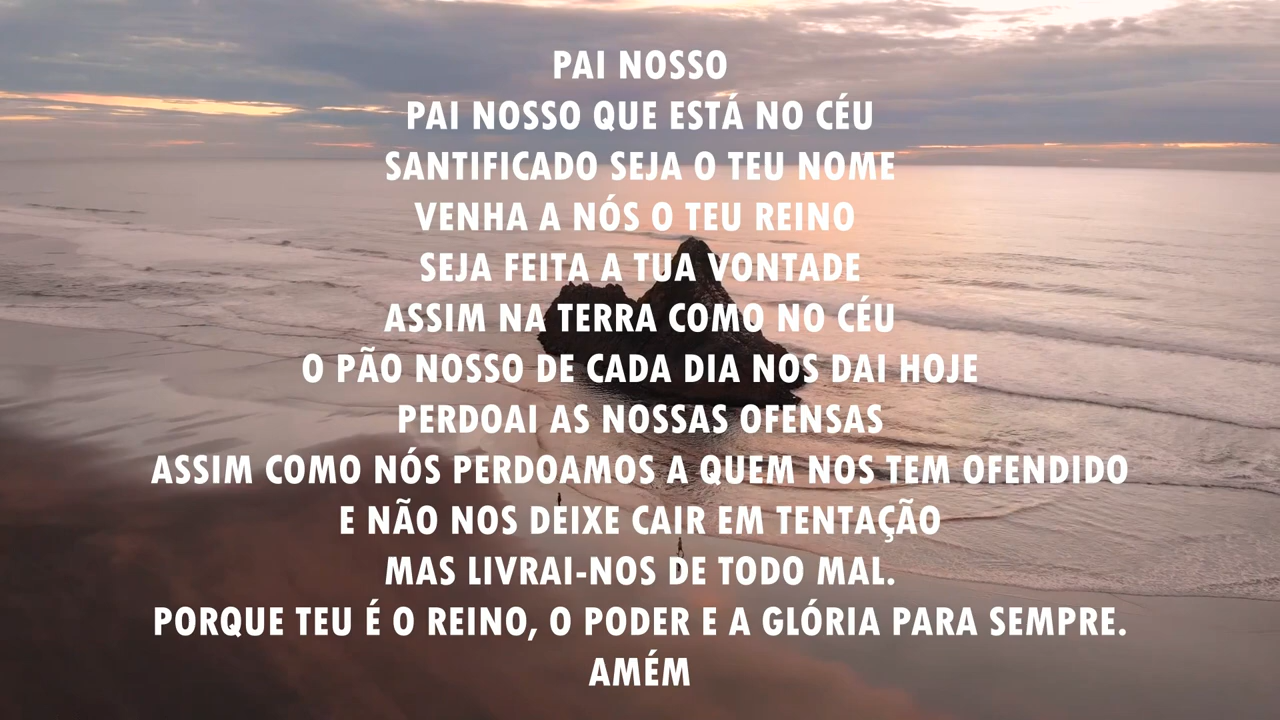 PAI NOSSO
PAI NOSSO QUE ESTÁ NO CÉU
SANTIFICADO SEJA O TEU NOME
VENHA A NÓS O TEU REINO
SEJA FEITA A TUA VONTADE
ASSIM NA TERRA COMO NO CÉU
O PÃO NOSSO DE CADA DIA NOS DAI HOJE
PERDOAI AS NOSSAS OFENSAS
ASSIM COMO NÓS PERDOAMOS A QUEM NOS TEM OFENDIDO
E NÃO NOS DEIXE CAIR EM TENTAÇÃO
MAS LIVRAI-NOS DE TODO MAL.
PORQUE TEU É O REINO, O PODER E A GLÓRIA PARA SEMPRE.
AMÉM